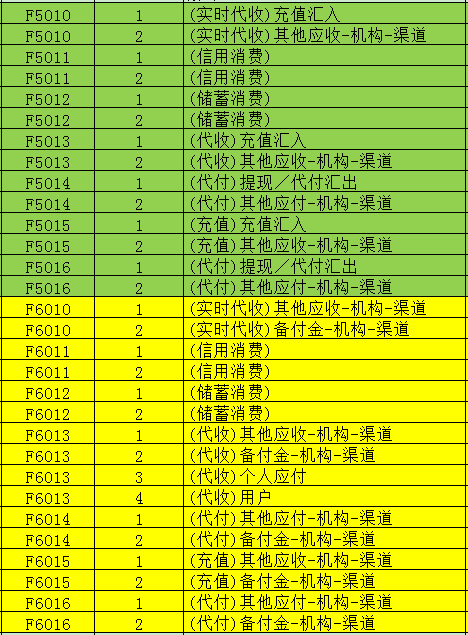 F5010 1 (实时代收)充值汇入
F5010 2 (实时代收)其他应收-机构-渠道
F5011 1 (信用消费)
F5011 2 (信用消费)
F5012 1 (储蓄消费)
F5012 2 (储蓄消费)
F5013 1 (代收)充值汇入
F5013 2 (代收)其他应收-机构-渠道
F5014 1 (代付)提现／代付汇出
F5014 2 (代付)其他应付-机构-渠道
F5015 1 (充值)充值汇入
F5015 2 (充值)其他应收-机构-渠道
F5016 1 (代付)提现／代付汇出
F5016 2 (代付)其他应付-机构-渠道
F6010 1 (实时代收)其他应收-机构-渠道
F6010 2 (实时代收)备付金-机构-渠道
F6011 1 (信用消费)
F6011 2 (信用消费)
F6012 1 (储蓄消费)
F6012 2 (储蓄消费)
F6013 1 (代收)其他应收-机构-渠道
F6013 2 (代收)备付金-机构-渠道
F6013 3 (代收)个人应付
F6013 4 (代收)用户
F6014 1 (代付)其他应付-机构-渠道
F6014 2 (代付)备付金-机构-渠道
F6015 1 (充值)其他应收-机构-渠道
F6015 2 (充值)备付金-机构-渠道
F6016 1 (代付)其他应付-机构-渠道
F6016 2 (代付)备付金-机构-渠道